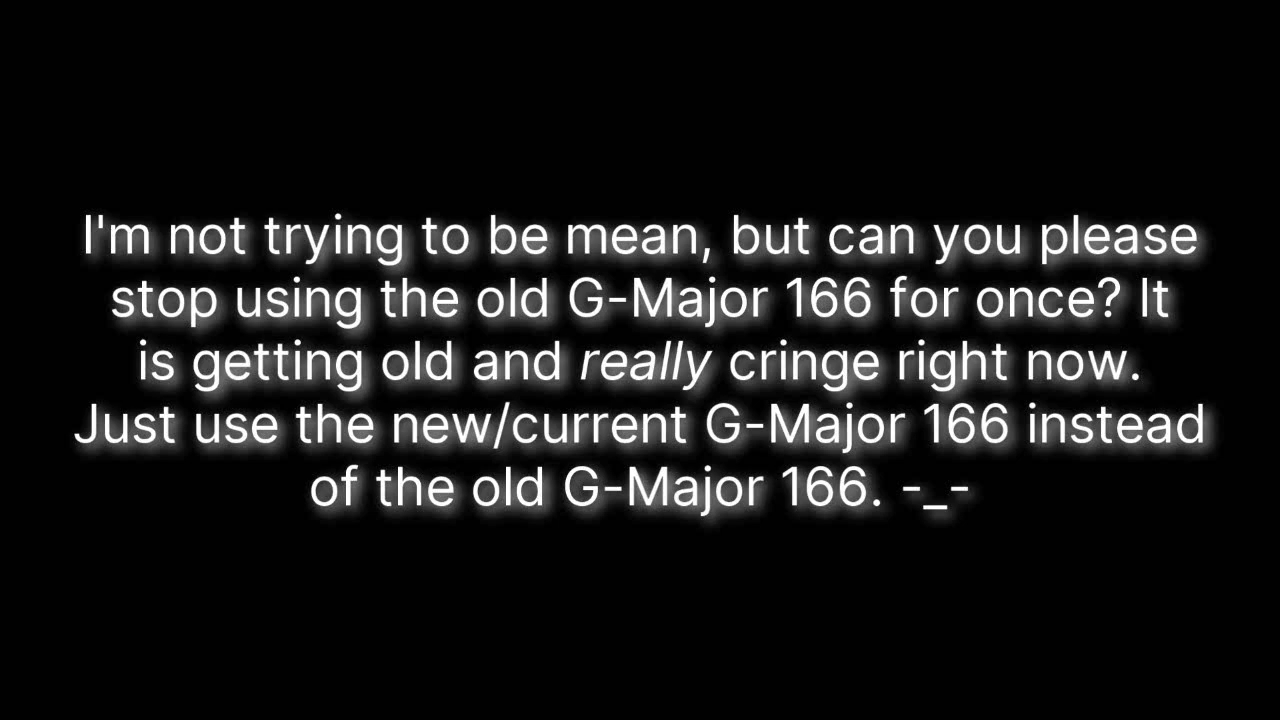 I'm not trying to be mean, but can you please
stop using the old G-Major 166 for once? It
is getting old and really cringe right now.
Just use the new/current G-Major 166 instead
of the old G-Major 166. -_-